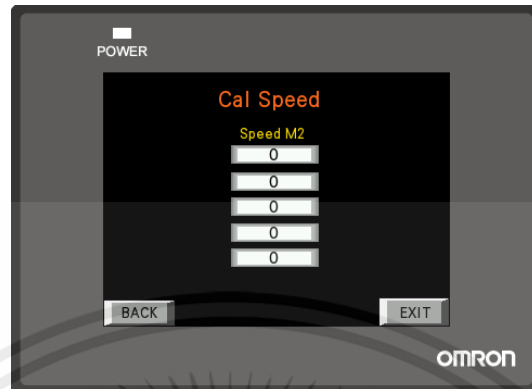 POWER
Cal Speed
Speed M2
0
0
0
0
0
BACK
EXIT
OMRON